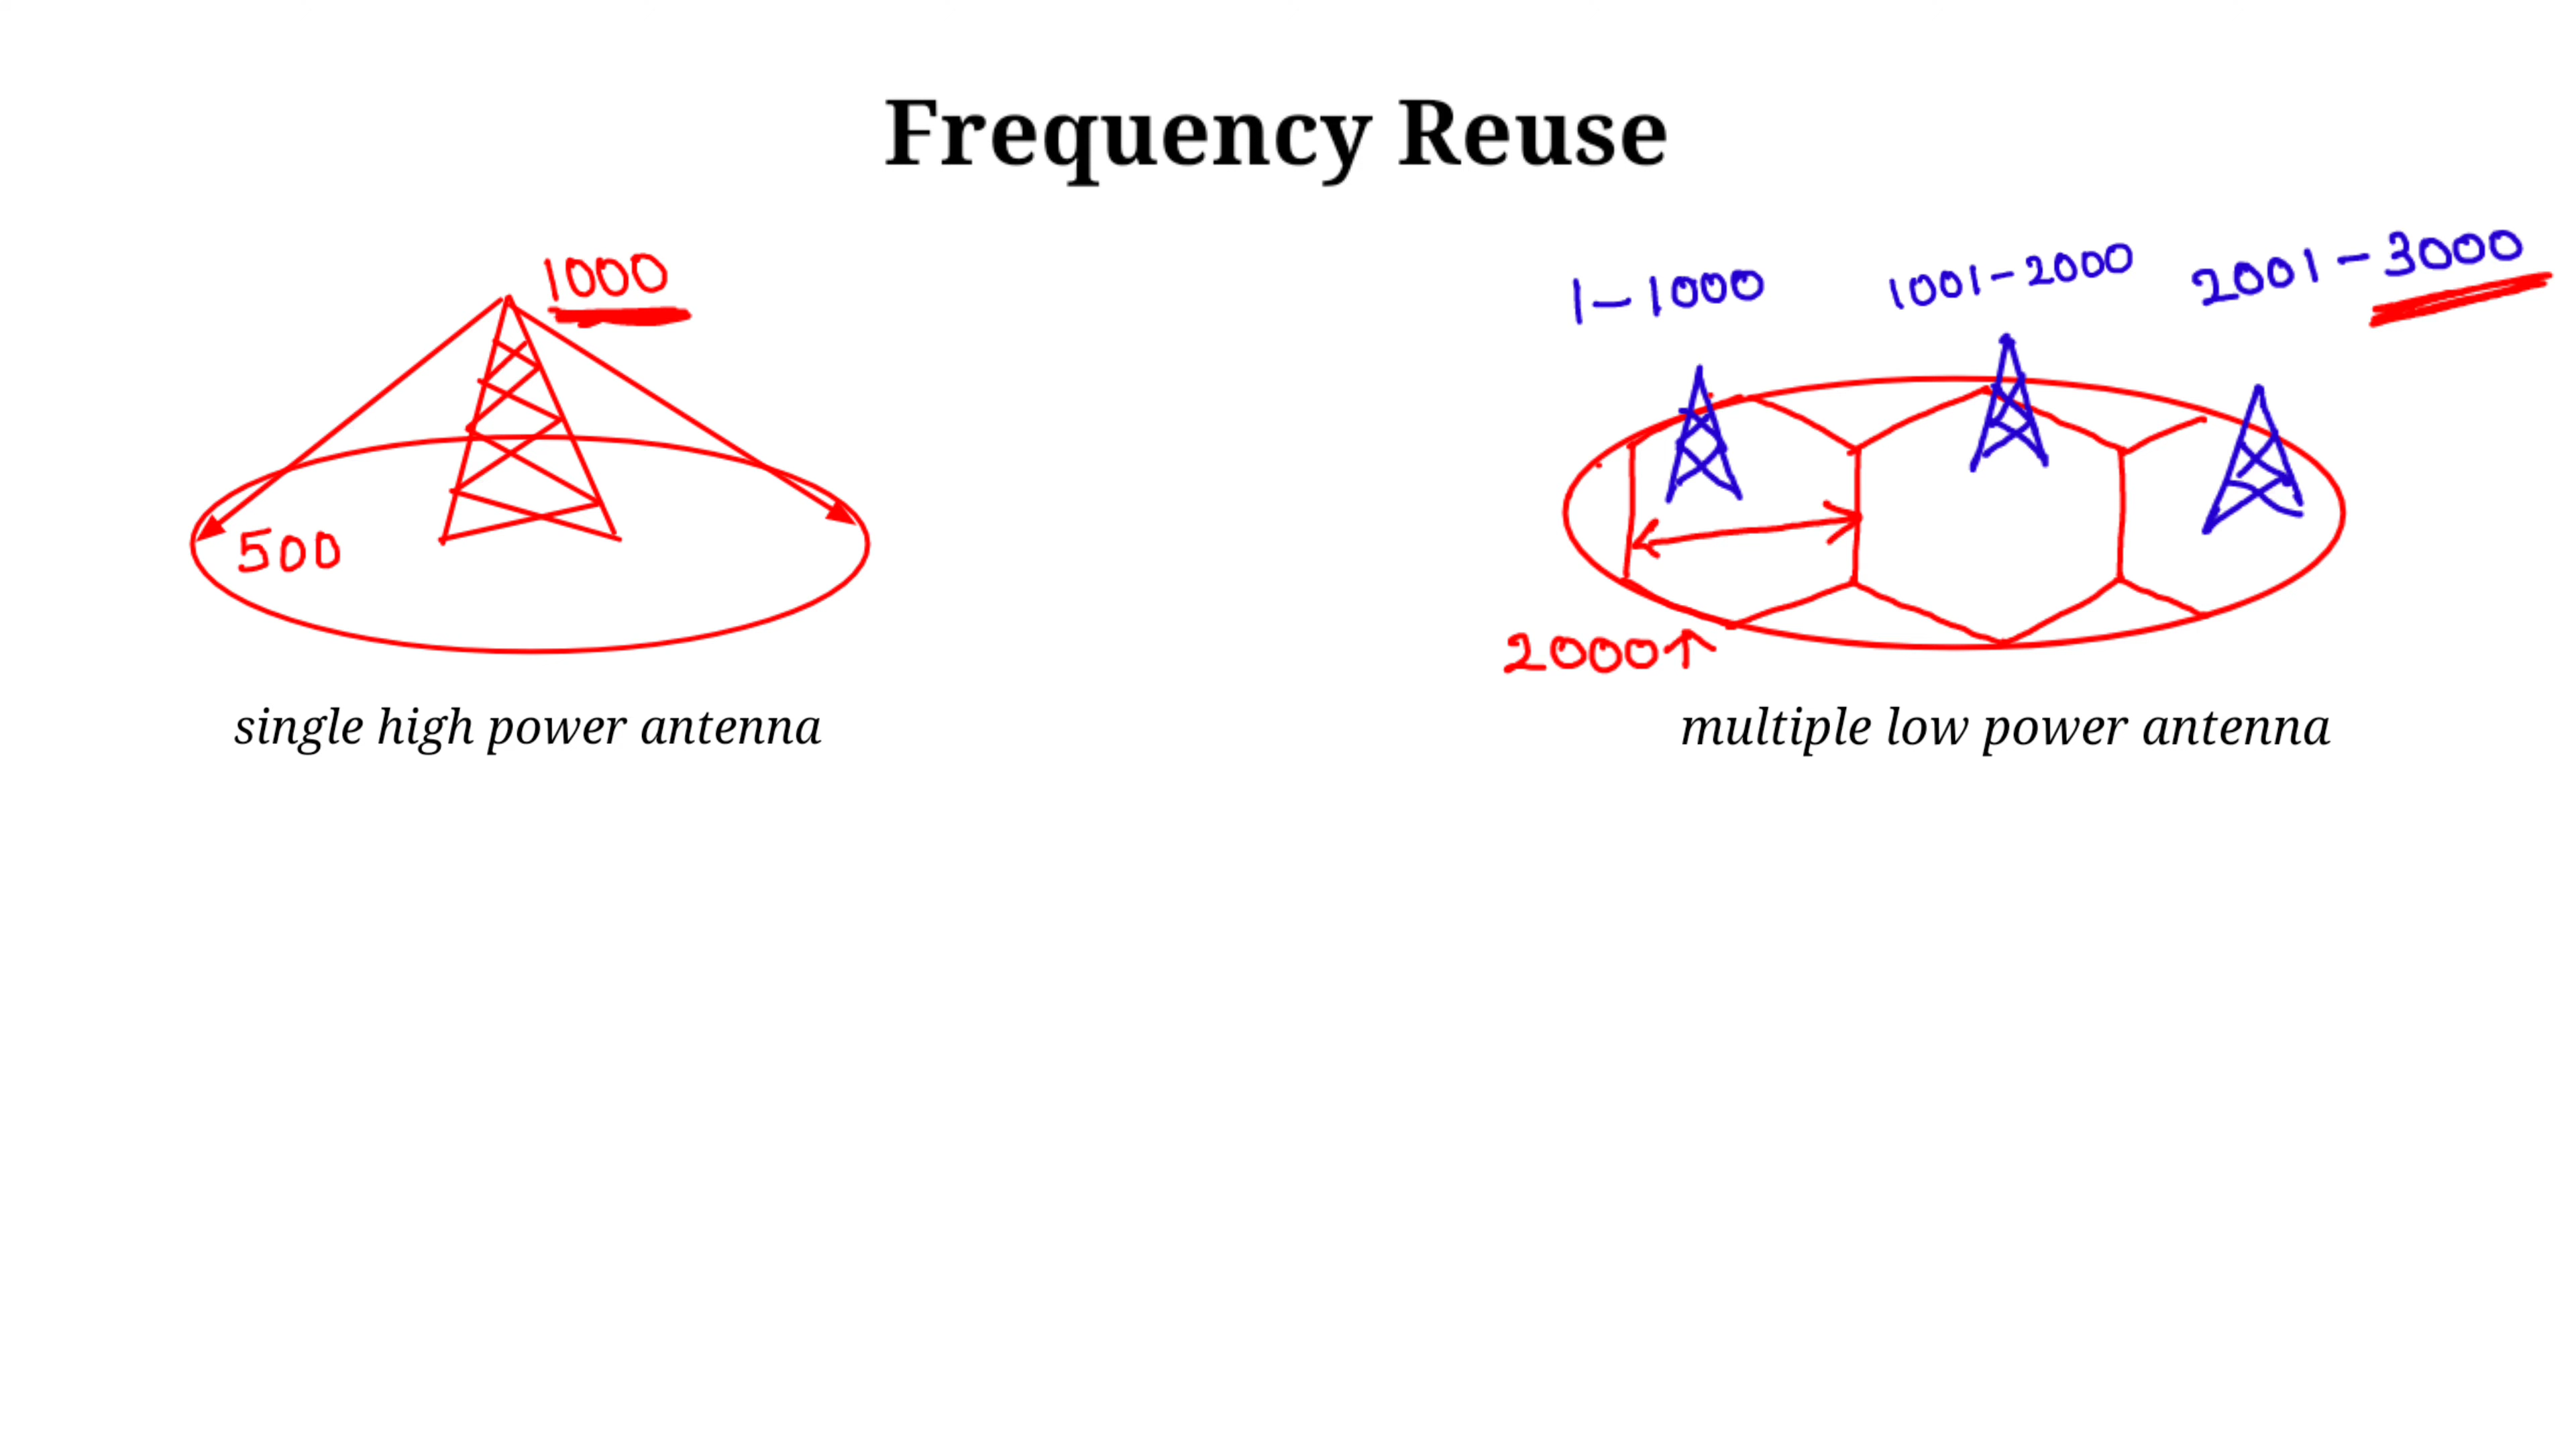 Frequency Reuse
1000
500
single high power antenna
1-1000
1001-2000
2001-3000
2000↑
multiple low power antenna